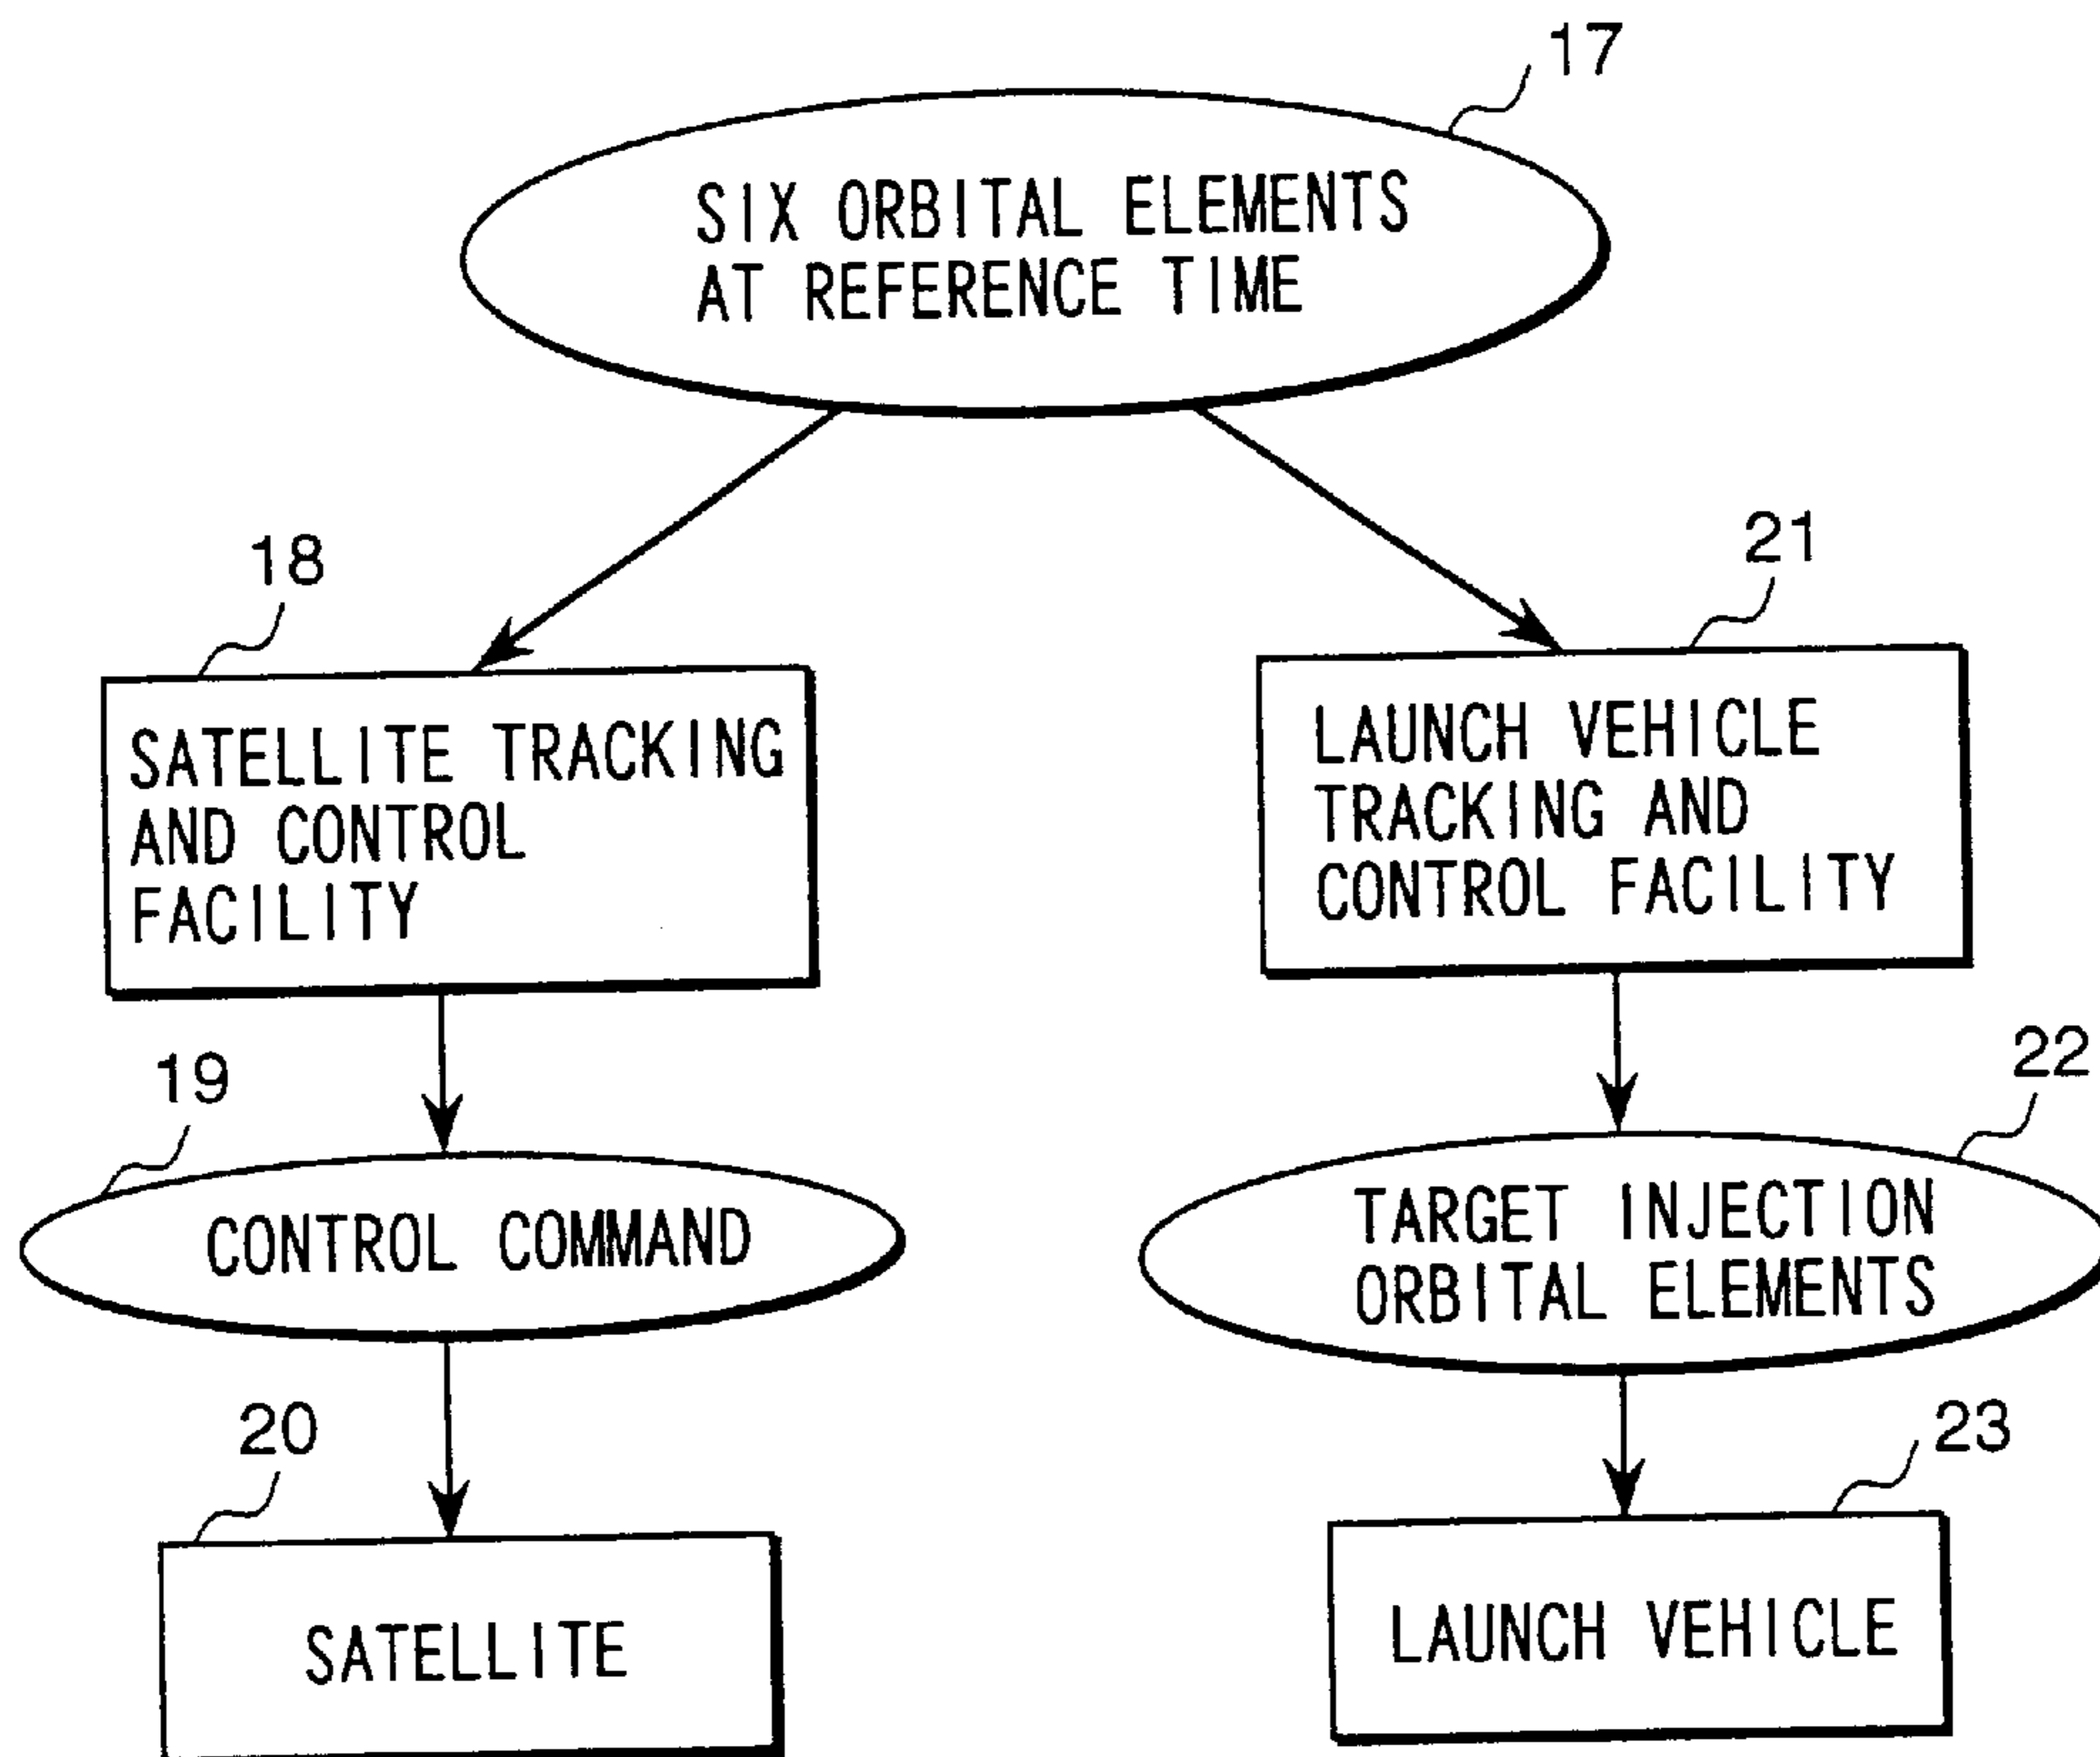 17
SIX ORBITAL ELEMENTS
AT REFERENCE TIME
18
SATELLITE TRACKING
AND CONTROL
FACILITY
21
LAUNCH VEHICLE
TRACKING AND
CONTROL FACILITY
19
CONTROL COMMAND
22
TARGET INJECTION
ORBITAL ELEMENTS
20
SATELLITE
23
LAUNCH VEHICLE